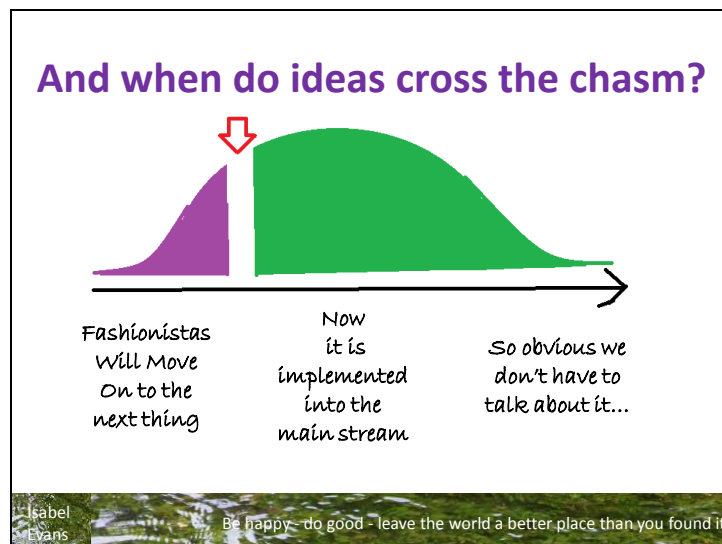 And when do ideas cross the chasm?
Fashionistas
Will Move
On to the
next thing
Now
it is
implemented
into the
main stream
So obvious we
don't have to
talk about it...
Isabel
Evans
Be happy - do good - leave the world a better place than you found it